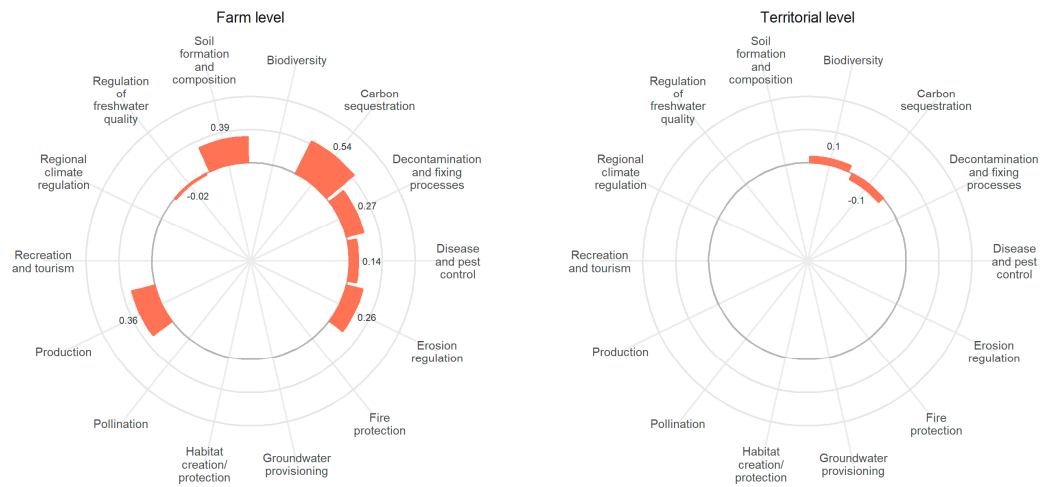 Farm level
Soil
formation
and
composition
Biodiversity
Carbon
sequestration
Regulation
of
freshwater
quality
Decontamination
and fixing
processes
Regional
climate
regulation
Disease
and pest
control
Recreation
and tourism
Erosion
regulation
Production
Fire
protection
Pollination
Groundwater
provisioning
Habitat
creation/
protection
0.39
0.54
0.27
0.14
0.26
0.36
-0.02
Territorial level
Soil
formation
and
composition
Biodiversity
Carbon
sequestration
Regulation
of
freshwater
quality
Decontamination
and fixing
processes
Regional
climate
regulation
Disease
and pest
control
Recreation
and tourism
Erosion
regulation
Production
Fire
protection
Pollination
Groundwater
provisioning
Habitat
creation/
protection
0.1
-0.1